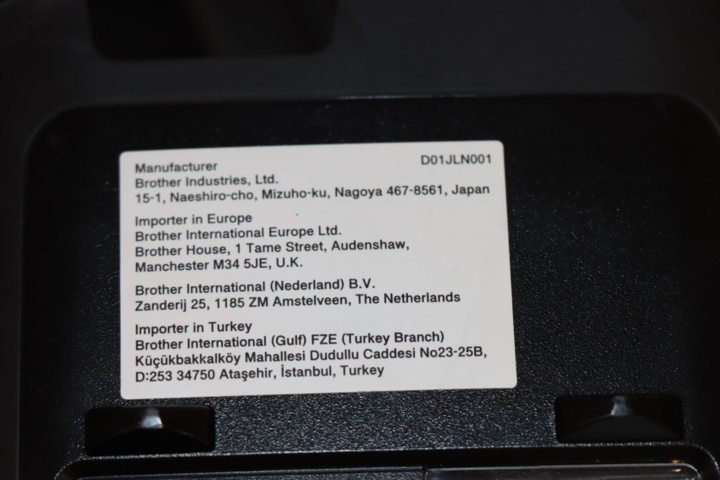 Manufacturer D01JLN001
Brother Industries, Ltd.
15-1, Naeshiro-cho, Mizuho-ku, Nagoya 467-8561, Japan
Importer in Europe
Brother International Europe Ltd.
Brother House, 1 Tame Street, Audenshaw,
Manchester M34 5JE, U.K.
Brother International (Nederland) B.V.
Zanderij 25, 1185 ZM Amstelveen, The Netherlands
Importer in Turkey
Brother International (Gulf) FZE (Turkey Branch)
Küçükbakkalköy Mahallesi Dudullu Caddesi No23-25B,
D:253 34750 Ataşehir, İstanbul, Turkey